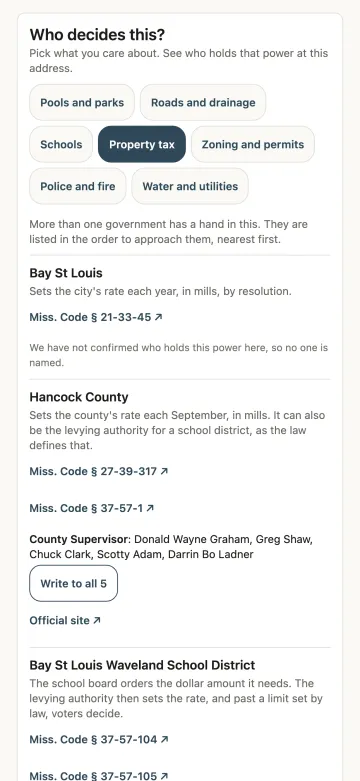 Who decides this?
Pick what you care about. See who holds that power at this
address.
Pools and parks
Roads and drainage
Schools
Property tax
Zoning and permits
Police and fire
Water and utilities
More than one government has a hand in this. They are
listed in the order to approach them, nearest first.
Bay St Louis
Sets the city's rate each year, in mills, by resolution.
Miss. Code § 21-33-45 ↗
We have not confirmed who holds this power here, so no one is
named.
Hancock County
Sets the county's rate each September, in mills. It can also
be the levying authority for a school district, as the law
defines that.
Miss. Code § 27-39-317 ↗
Miss. Code § 37-57-1 ↗
County Supervisor: Donald Wayne Graham, Greg Shaw,
Chuck Clark, Scotty Adam, Darrin Bo Ladner
Write to all 5
Official site ↗
Bay St Louis Waveland School District
The school board orders the dollar amount it needs. The
levying authority then sets the rate, and past a limit set by
law, voters decide.
Miss. Code § 37-57-104 ↗
Miss. Code § 37-57-105 ↗